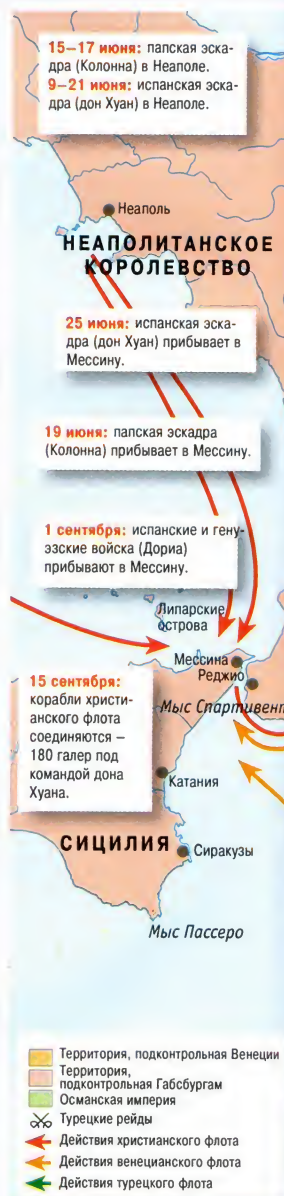 15–17 июня: папская эска-
дра (Колонна) в Неаполе.
9–21 июня: испанская эска-
дра (дон Хуан) в Неаполе.
Неаполь
НЕАПОЛИТАНСКОЕ
КОРОЛЕВСТВО
25 июня: испанская эска-
дра (дон Хуан) прибывает в
Мессину.
19 июня: папская эскадра
(Колонна) прибывает в Мессину.
1 сентября: испанские и гену-
эзские войска (Дориа)
прибывают в Мессину.
Липарские
острова
Мессина
Реджио
15 сентября:
корабли христи-
анского флота
соединяются –
180 галер под
командой дона
Хуана.
Мыс Спартивент
Катания
СИЦИЛИЯ
Сиракузы
Мыс Пассеро
Территория, подконтрольная Венеции
Территория,
подконтрольная Габсбургам
Османская империя
Турецкие рейды
Действия христианского флота
Действия венецианского флота
Действия турецкого флота